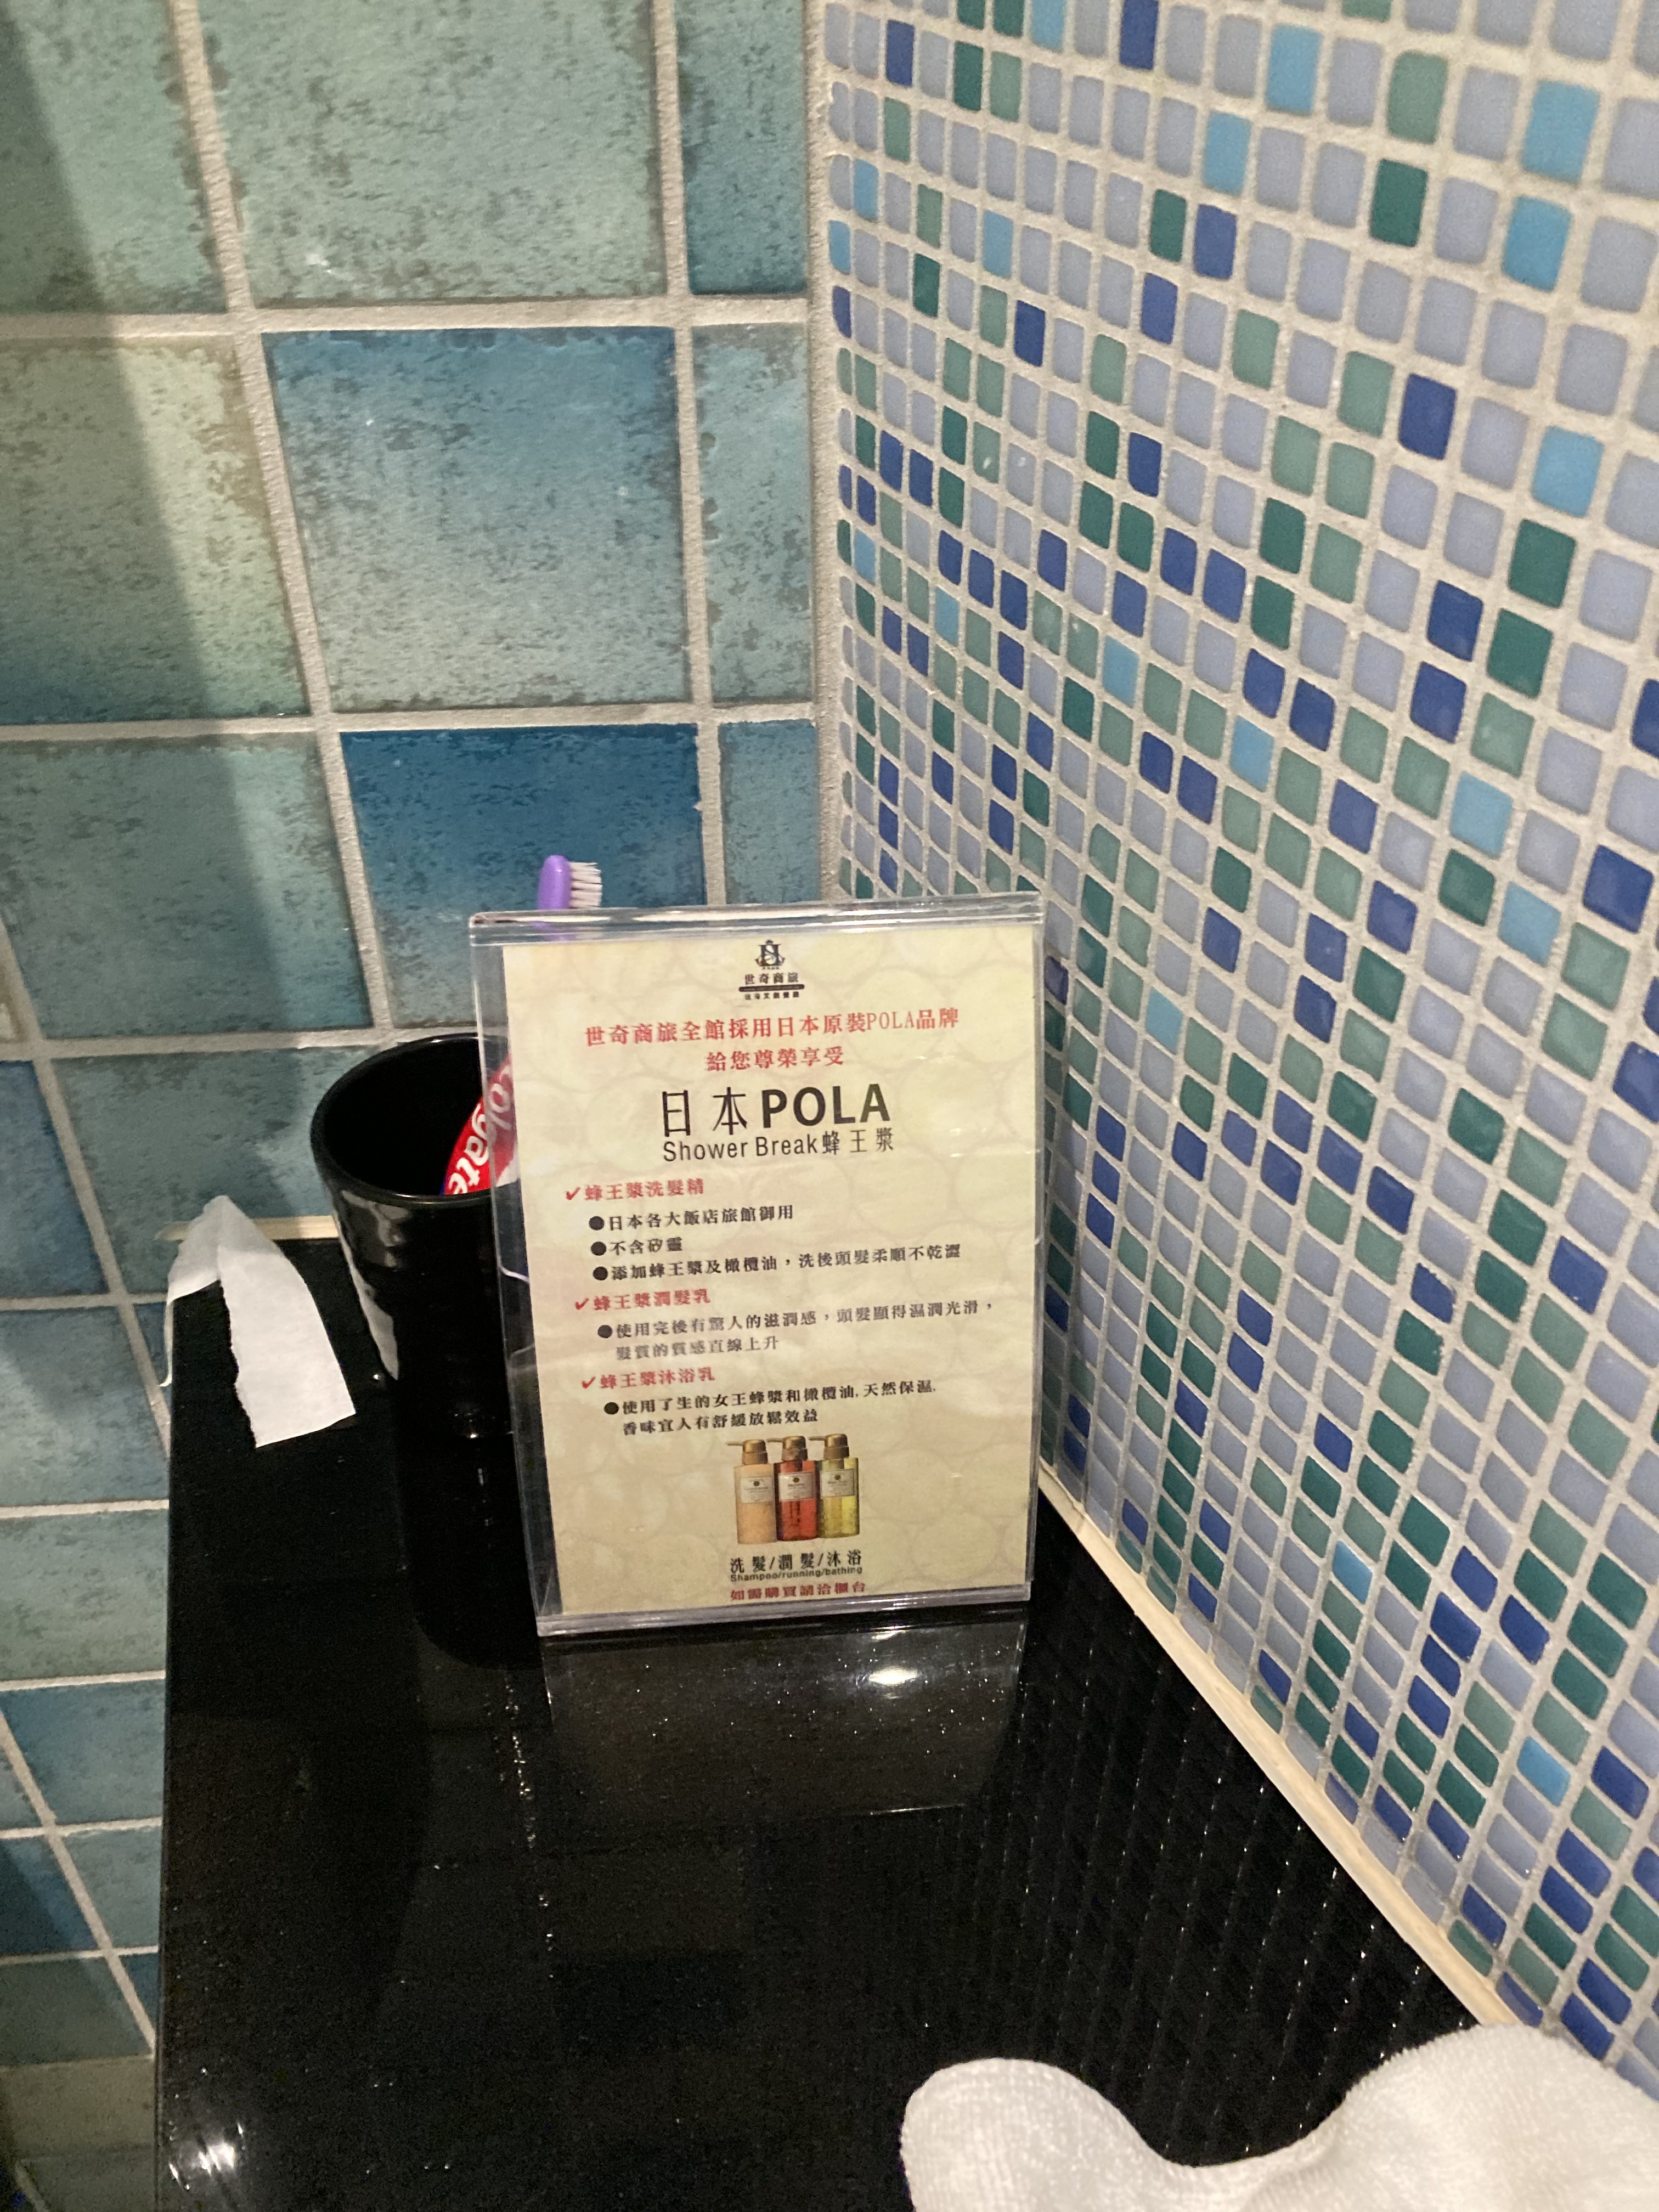 世奇商旅
世奇商旅全館採用日本原裝POLA品牌
給您尊榮享受
日本POLA
Shower Break蜂王漿
✓蜂王漿洗髮精
●日本各大飯店旅館御用
●不含矽靈
●添加蜂王漿及橄欖油，洗後頭髮柔順不乾澀
✓蜂王漿潤髮乳
●使用完後有驚人的滋潤感，頭髮顯得濕潤光滑，
髮質的質感直線上升
✓蜂王漿沐浴乳
●使用了生的女王蜂漿和橄欖油,天然保濕,
香味宜人有舒緩放鬆效益
洗髮/潤髮/沐浴
Shampoo/running/bathing
如需購買請洽櫃台
Colgate